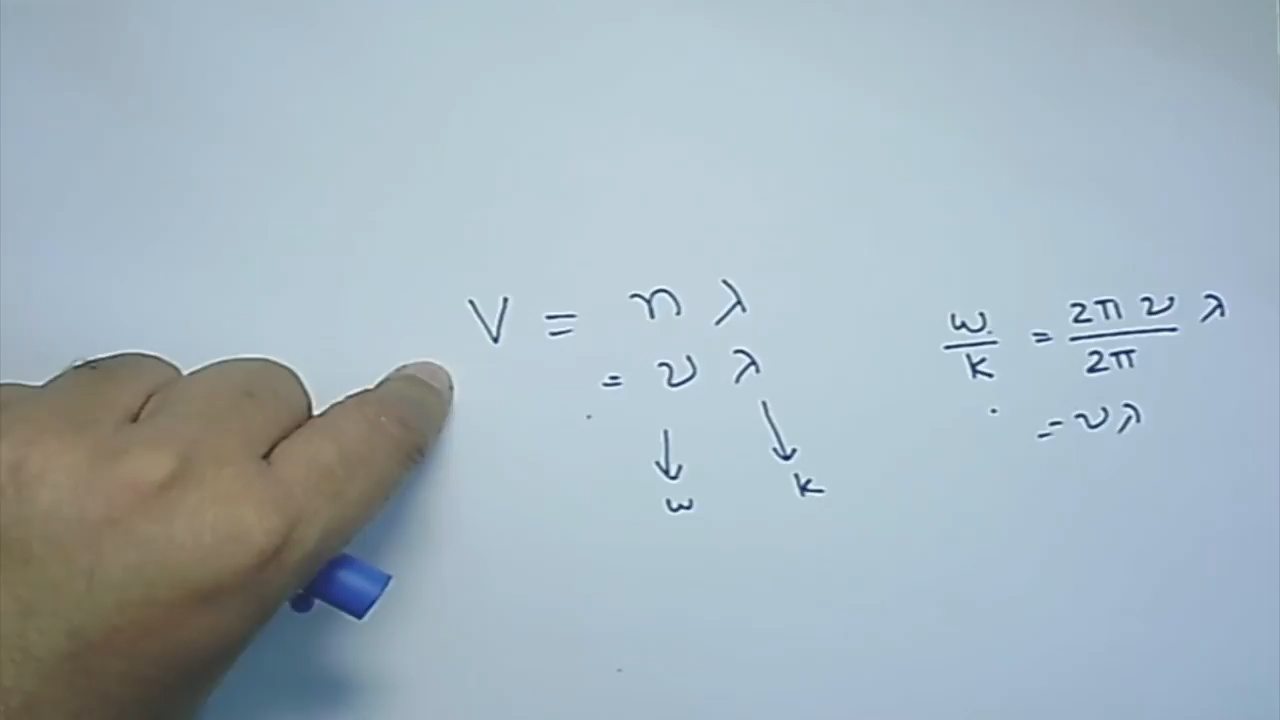 V = n λ
= ν λ
↓ ↓
ω k
ω/k = 2π ν λ / 2π
= ν λ